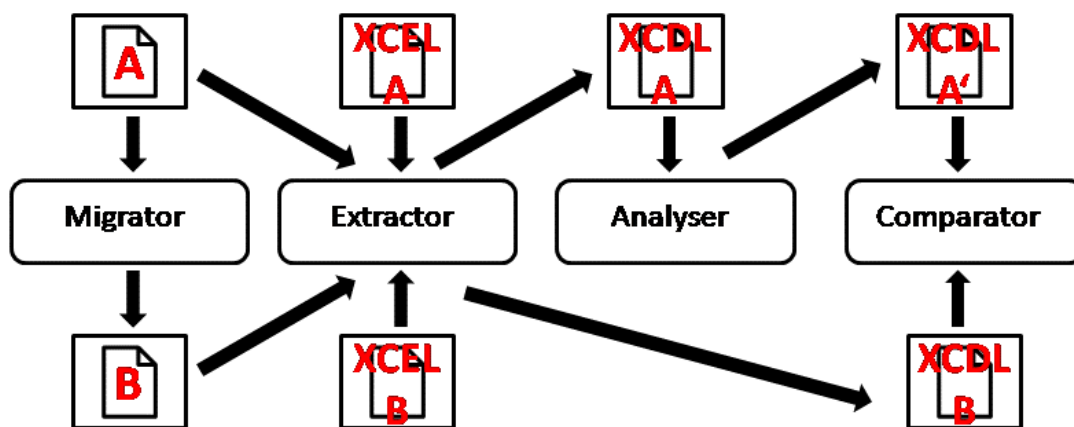 A
XCEL
A
XCDL
A
XCDL
A‘
Migrator
Extractor
Analyser
Comparator
B
XCEL
B
XCDL
B